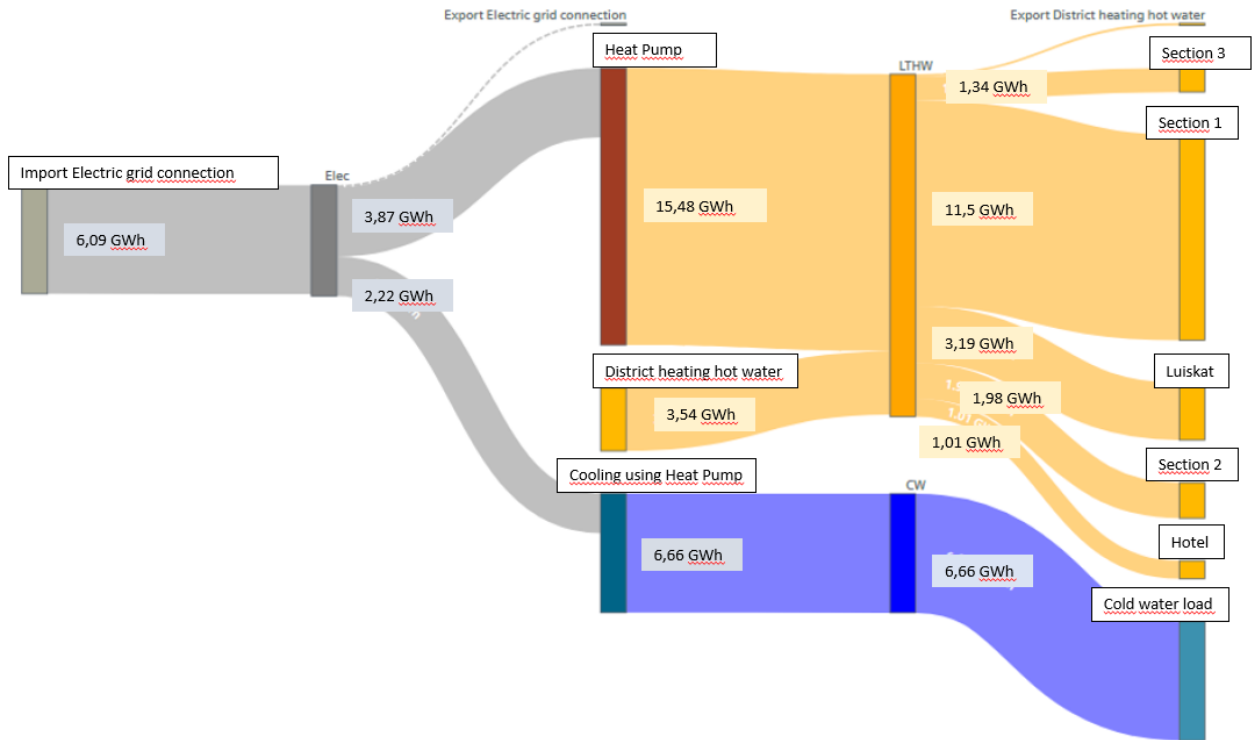 Export Electric grid connection
Export District heating hot water
Heat Pump
Section 3
LTHW
1,34 GWh
Section 1
Import Electric grid connection
Elec
3,87 GWh
15,48 GWh
11,5 GWh
6,09 GWh
2,22 GWh
3,19 GWh
District heating hot water
Luiskat
3,54 GWh
1,98 GWh
1.01 G
1,01 GWh
Cooling using Heat Pump
Section 2
CW
Hotel
6,66 GWh
6,66 GWh
Cold water load